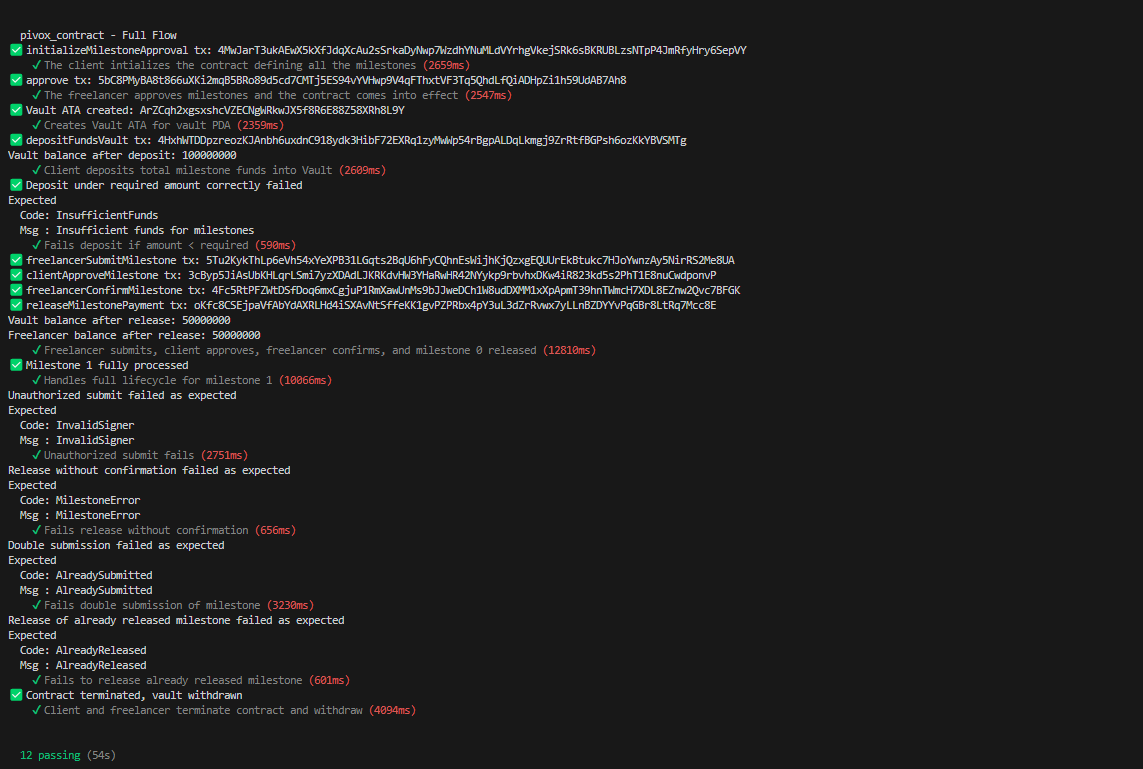 pivox_contract - Full Flow
✅ initializeMilestoneApproval tx: 4MwJarT3ukAEwX5kXfJdqXcAu2sSrkaDyNwp7WzdhYNuMLdVYrhgVkejSRk6sBKRUBLzsNTpP4JmRfyHry6SepVY
✓ The client intializes the contract defining all the milestones (2659ms)
✅ approve tx: 5bC8PMyBA8t866uXKi2mqB5BRo89d5cd7CMTj5ES94vYVHwp9V4qFThxtVF3Tq5QhdLfQiADHpZi1h59UdAB7Ah8
✓ The freelancer approves milestones and the contract comes into effect (2547ms)
✅ Vault ATA created: ArZCqh2xgsxshcVZECNgWRkwJX5f8R6E88Z58XRh8L9Y
✓ Creates Vault ATA for vault PDA (2359ms)
✅ depositFundsVault tx: 4HxhWTDDpzreozKJAnbh6uxdnC918ydk3HibF72EXRq1zyMwWp54rBgpALDqLkmgj9ZrRtfBGPsh6ozKkYBVSMTg
Vault balance after deposit: 100000000
✓ Client deposits total milestone funds into Vault (2609ms)
✅ Deposit under required amount correctly failed
Expected
Code: InsufficientFunds
Msg : Insufficient funds for milestones
✓ Fails deposit if amount < required (590ms)
✅ freelancerSubmitMilestone tx: 5Tu2KykThLp6eVh54xYeXPB31LGqts2BqU6hFyCQhnEsWijhKjQzxgEQUUrEkBtukc7HJoYwnzAy5NirRS2Me8UA
✅ clientApproveMilestone tx: 3cByp5JiAsUbKHLqrLSmi7yzXDAdLJKRKdvHW3YHaRwHR42NYykp9rbvhxDKw4iR823kd5s2PhT1E8nuCwdponvP
✅ freelancerConfirmMilestone tx: 4Fc5RtPFZWtDSfDoq6mxCgjuP1RmXawUnMs9bJJweDCh1W8udDXMM1xXpApmT39hnTWmcH7XDL8EZnw2Qvc7BFGK
✅ releaseMilestonePayment tx: oKfc8CSEjpaVfAbYdAXRLHd4iSXAvNtSffeKK1gvPZPRbx4pY3uL3dZrRvwx7yLLnBZDYYvPqGBr8LtRq7Mcc8E
Vault balance after release: 50000000
Freelancer balance after release: 50000000
✓ Freelancer submits, client approves, freelancer confirms, and milestone 0 released (12810ms)
✅ Milestone 1 fully processed
✓ Handles full lifecycle for milestone 1 (10066ms)
Unauthorized submit failed as expected
Expected
Code: InvalidSigner
Msg : InvalidSigner
✓ Unauthorized submit fails (2751ms)
Release without confirmation failed as expected
Expected
Code: MilestoneError
Msg : MilestoneError
✓ Fails release without confirmation (656ms)
Double submission failed as expected
Expected
Code: AlreadySubmitted
Msg : AlreadySubmitted
✓ Fails double submission of milestone (3230ms)
Release of already released milestone failed as expected
Expected
Code: AlreadyReleased
Msg : AlreadyReleased
✓ Fails to release already released milestone (601ms)
✅ Contract terminated, vault withdrawn
✓ Client and freelancer terminate contract and withdraw (4094ms)
12 passing (54s)